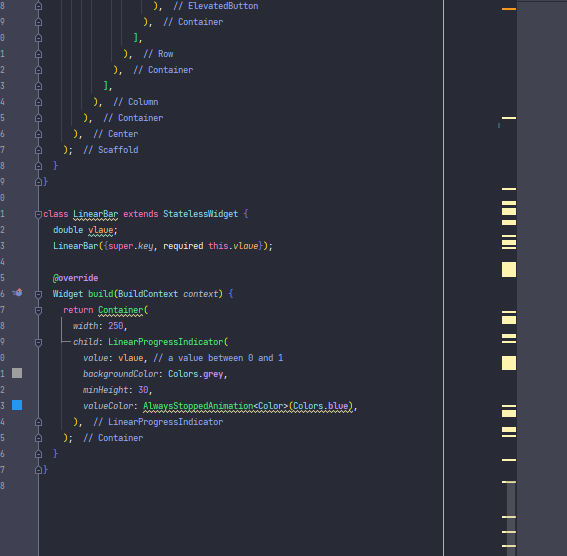 8 ), // ElevatedButton
9 ), // Container
0 ],
1 ), // Row
2 ), // Container
3 ],
4 ), // Column
5 ), // Container
6 ), // Center
7 ); // Scaffold
8 }
9 }
0
1 class LinearBar extends StatelessWidget {
2 double vlaue;
3 LinearBar({super.key, required this.vlaue});
4
5 @override
6 Widget build(BuildContext context) {
7 return Container(
8 width: 250,
9 child: LinearProgressIndicator(
0 value: vlaue, // a value between 0 and 1
1 backgroundColor: Colors.grey,
2 minHeight: 30,
3 valueColor: AlwaysStoppedAnimation<Color>(Colors.blue),
4 ), // LinearProgressIndicator
5 ); // Container
6 }
7 }
8